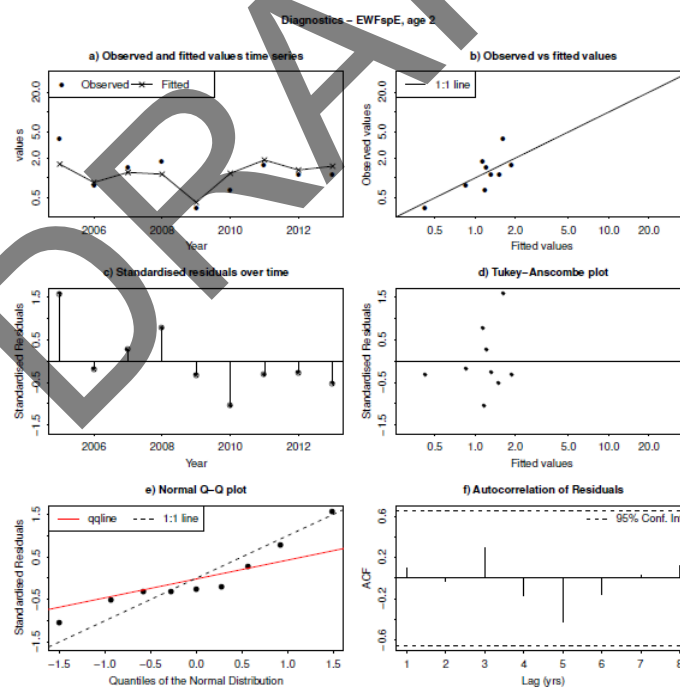 Diagnostics – EWFspE, age 2
a) Observed and fitted values time series
Observed Fitted
values
0.5 2.0 5.0 20.0
2006 2008 2010 2012
Year
b) Observed vs fitted values
1:1 line
Observed values
0.5 2.0 5.0 20.0
0.5 1.0 2.0 5.0 10.0 20.0
Fitted values
c) Standardised residuals over time
Standardised Residuals
−1.5 −0.5 0.5 1.5
2006 2008 2010 2012
Year
d) Tukey−Anscombe plot
Standardised Residuals
−1.5 −0.5 0.5 1.5
0.5 1.0 2.0 5.0 10.0 20.0
Fitted values
e) Normal Q−Q plot
qqline 1:1 line
Standardised Residuals
−1.5 −0.5 0.5 1.5
−1.5 −1.0 −0.5 0.0 0.5 1.0 1.5
Quantiles of the Normal Distribution
f) Autocorrelation of Residuals
95% Conf. In
ACF
−0.6 −0.2 0.2 0.6
1 2 3 4 5 6 7 8
Lag (yrs)
DRA